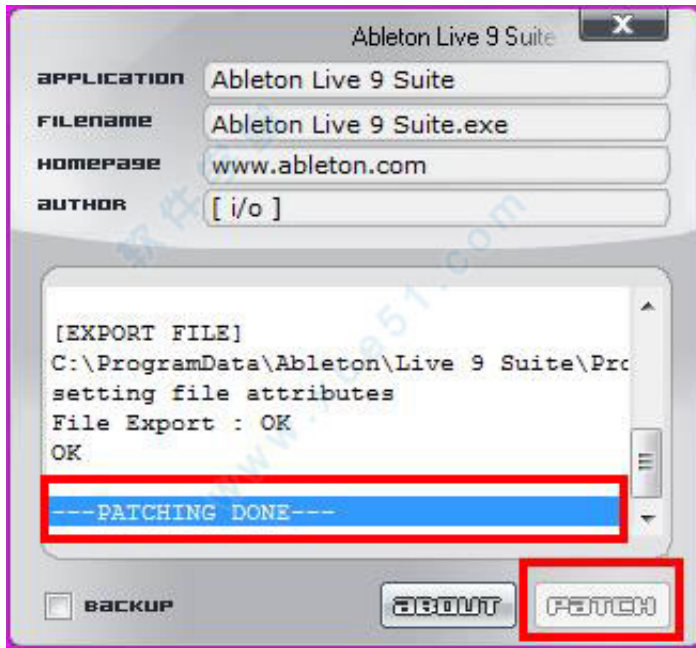 Ableton Live 9 Suite
x
APPLICATION Ableton Live 9 Suite
FILENAME Ableton Live 9 Suite.exe
HOMEPAGE www.ableton.com
AUTHOR [ i/o ]
[EXPORT FILE]
C:\ProgramData\Ableton\Live 9 Suite\Pro
setting file attributes
File Export : OK
OK
---PATCHING DONE---
BACKUP ABOUT PATCH